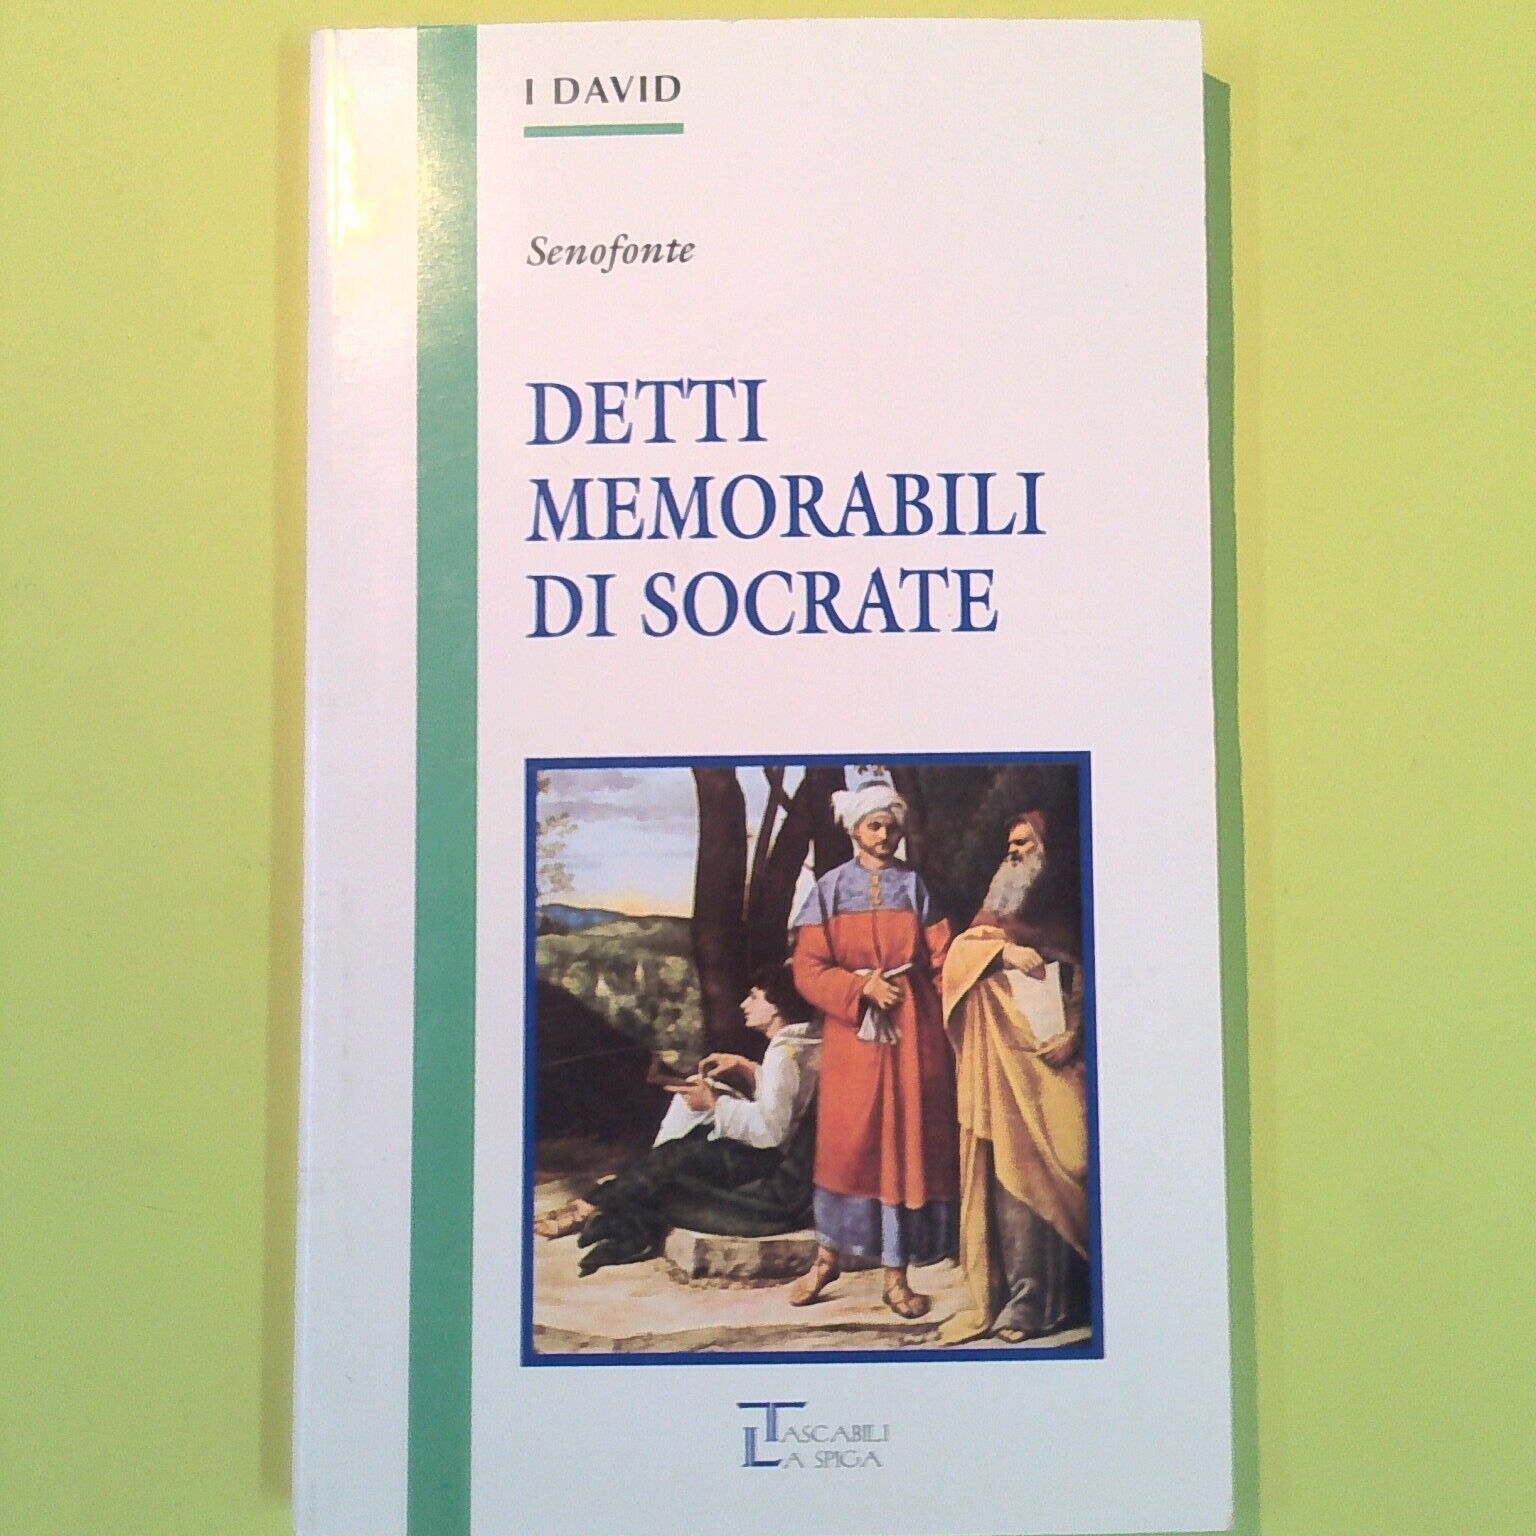 I DAVID
Senofonte
DETTI
MEMORABILI
DI SOCRATE
TASCABILI
LA SPIGA